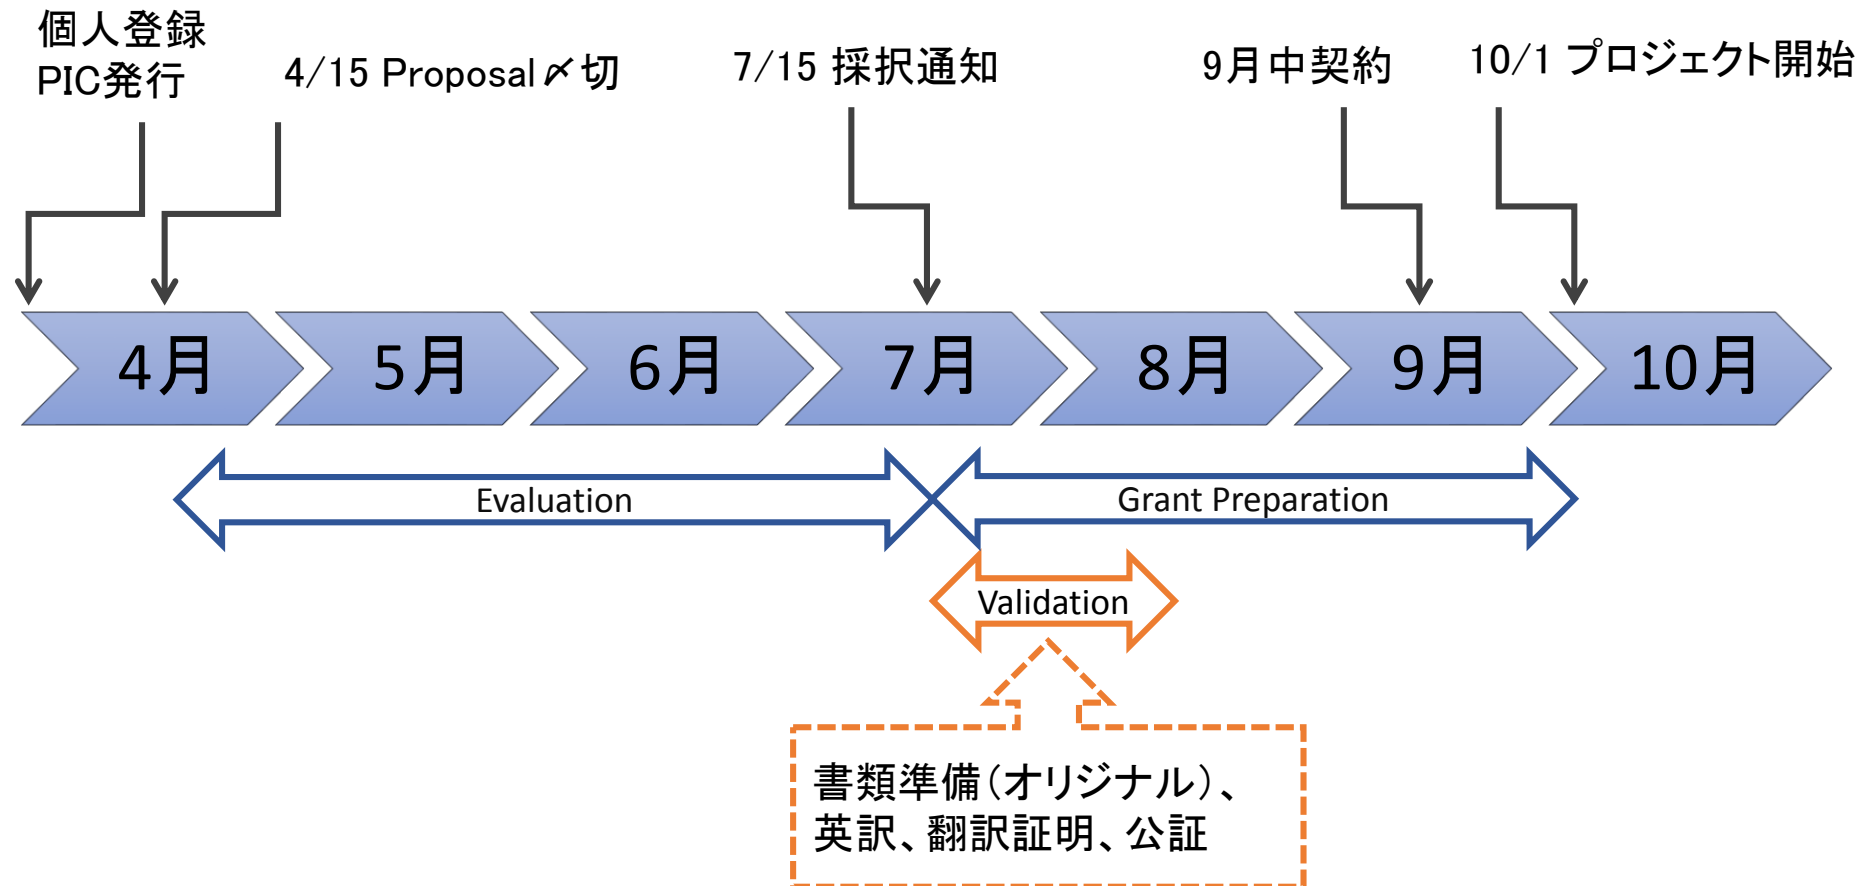 個人登録
PIC発行
4/15 Proposal〆切
7/15 採択通知
9月中契約
10/1 プロジェクト開始
4月
5月
6月
7月
8月
9月
10月
Evaluation
Grant Preparation
Validation
書類準備(オリジナル)、
英訳、翻訳証明、公証